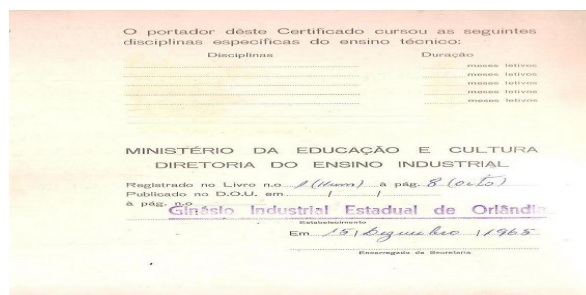 O portador dêste Certificado cursou as seguintes
disciplinas específicas do ensino técnico:
Disciplinas Duração
meses letivos
meses letivos
meses letivos
meses letivos
MINISTÉRIO DA EDUCAÇÃO E CULTURA
DIRETORIA DO ENSINO INDUSTRIAL
Registrado no Livro n.o 1 (Hum) à pág. 8 (oito)
Publicado no D.O.U. em / /
à pág. n.o
Ginásio Industrial Estadual de Orlândia
Estabelecimento
Em 15 / Dezembro / 1965
Encarregado da Secretaria